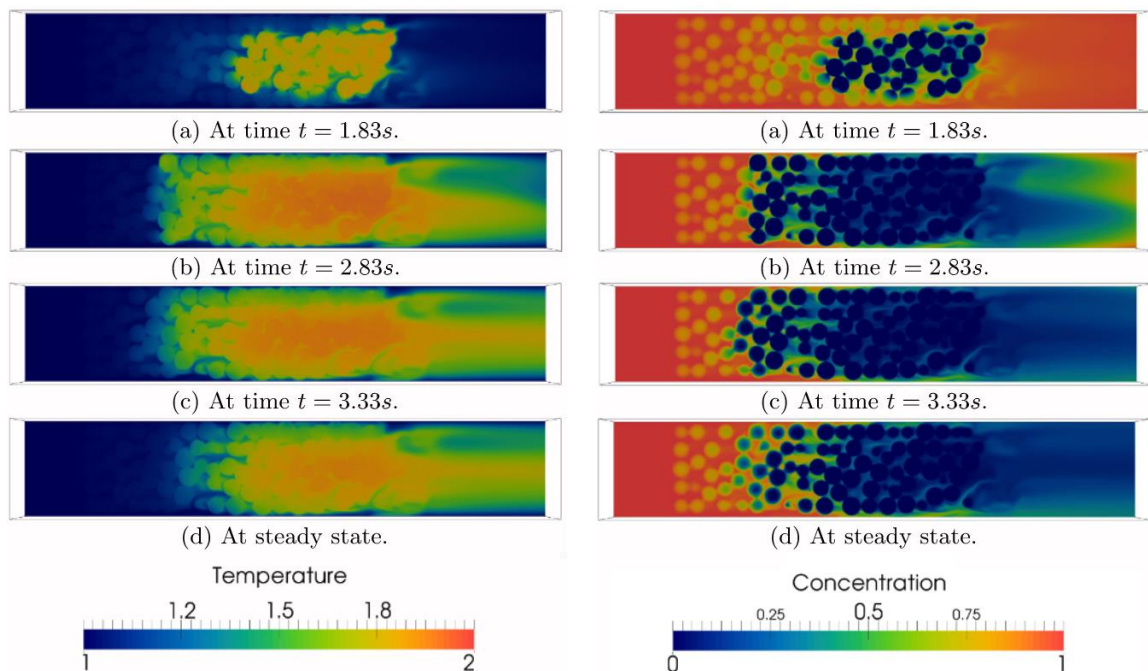 (a) At time t = 1.83s.
(b) At time t = 2.83s.
(c) At time t = 3.33s.
(d) At steady state.
Temperature
1.2 1.5 1.8
1 2
(a) At time t = 1.83s.
(b) At time t = 2.83s.
(c) At time t = 3.33s.
(d) At steady state.
Concentration
0.25 0.5 0.75
0 1